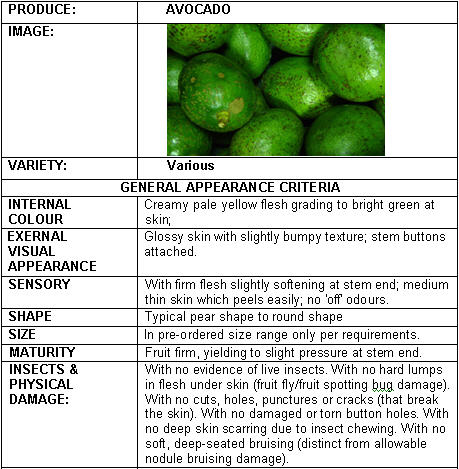 PRODUCE: AVOCADO
IMAGE:
VARIETY: Various
GENERAL APPEARANCE CRITERIA
INTERNAL Creamy pale yellow flesh grading to bright green at
COLOUR skin;
EXERNAL Glossy skin with slightly bumpy texture; stem buttons
VISUAL attached.
APPEARANCE
SENSORY With firm flesh slightly softening at stem end; medium
thin skin which peels easily; no 'off' odours.
SHAPE Typical pear shape to round shape
SIZE In pre-ordered size range only per requirements.
MATURITY Fruit firm, yielding to slight pressure at stem end.
INSECTS & With no evidence of live insects. With no hard lumps
PHYSICAL in flesh under skin (fruit fly/fruit spotting bug damage).
DAMAGE: With no cuts, holes, punctures or cracks (that break
the skin). With no damaged or torn button holes. With
no deep skin scarring due to insect chewing. With no
soft, deep-seated bruising (distinct from allowable
nodule bruising damage).